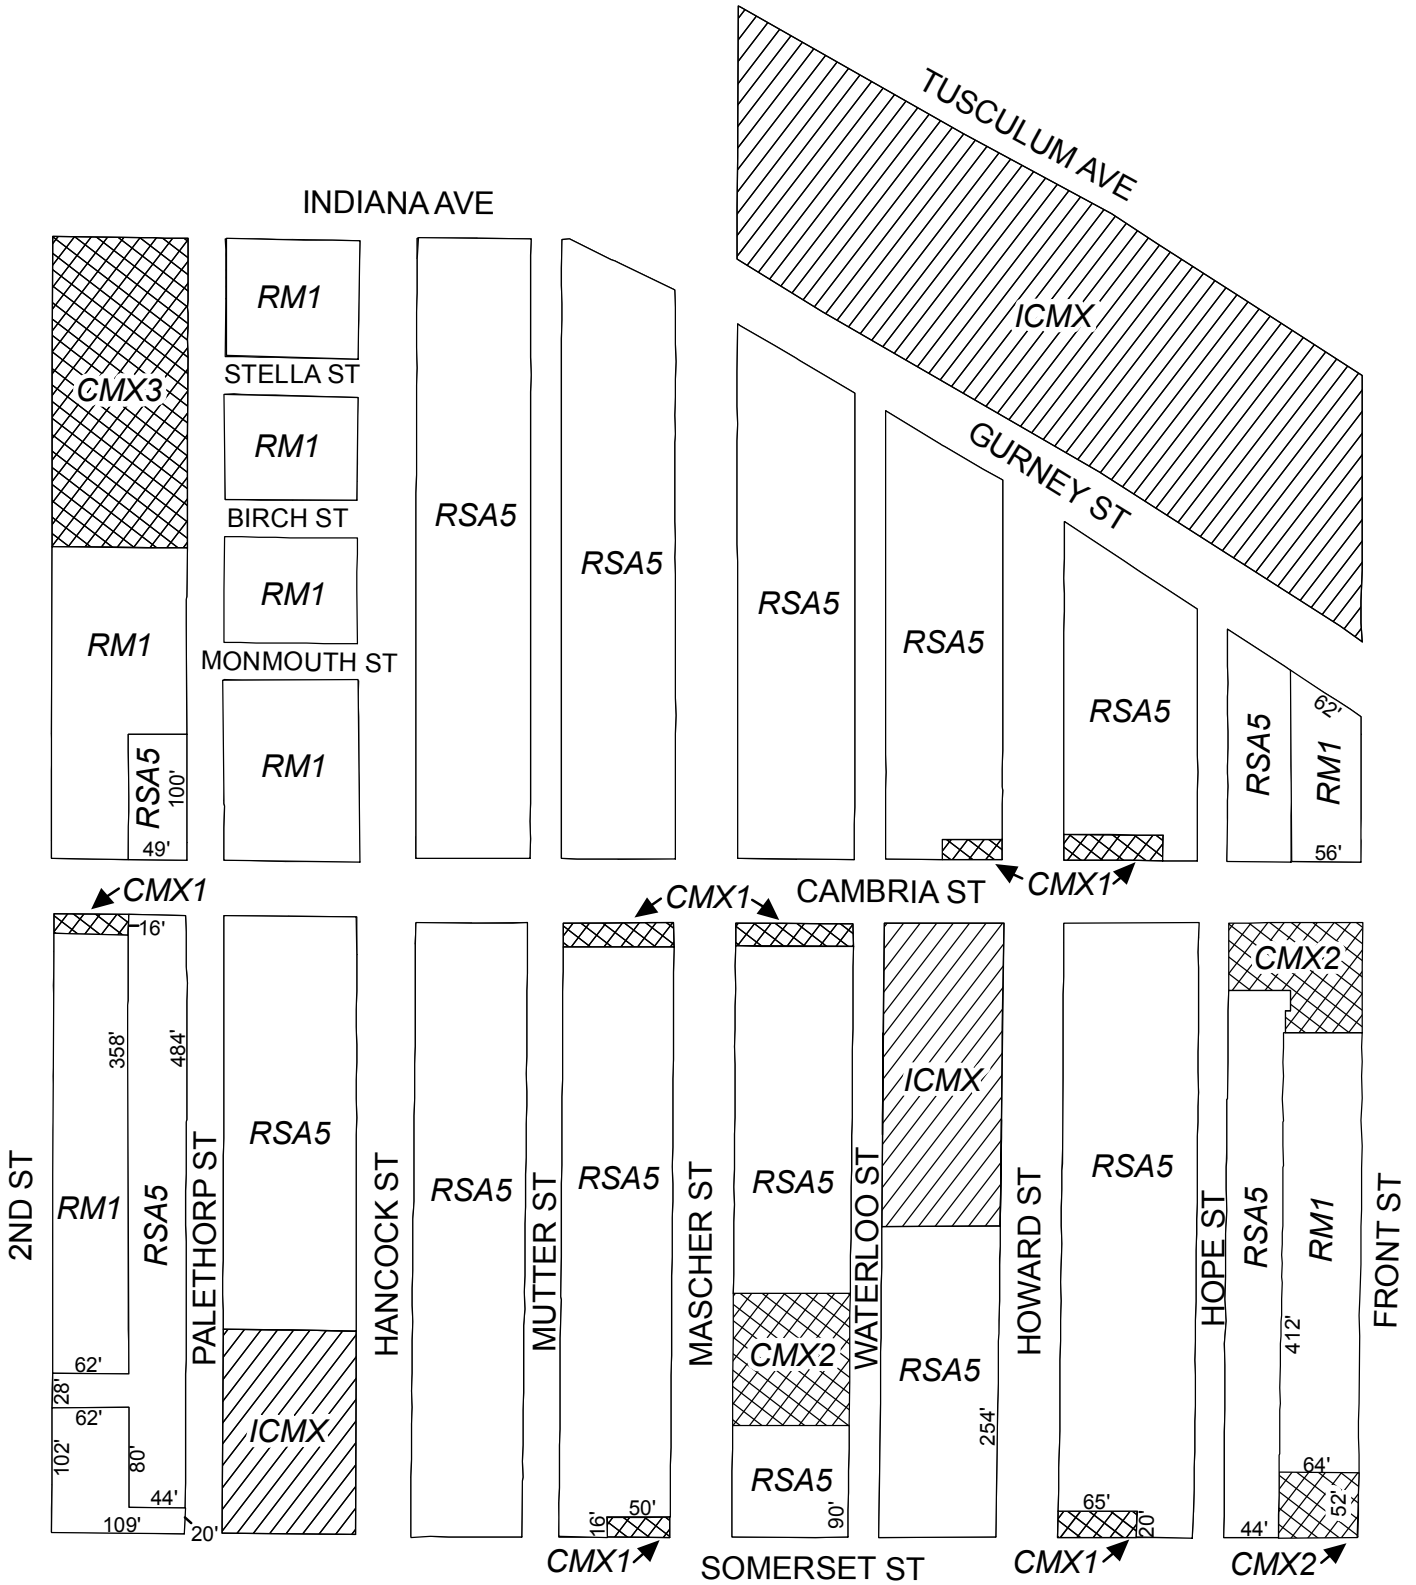 TUSCULUM AVE
INDIANA AVE
RM1
ICMX
STELLA ST
CMX3
GURNEY ST
RM1
BIRCH ST
RSA5
RSA5
RM1
RSA5
RM1
RSA5
MONMOUTH ST
RSA5
62'
RSA5
RM1
RM1
RSA5
100'
49'
56'
CMX1
CMX1
CAMBRIA ST
CMX1
16'
CMX2
358'
484'
ICMX
RSA5
RSA5
RSA5
RSA5
RSA5
2ND ST
RM1
RSA5
PALETHORP ST
HANCOCK ST
MUTTER ST
MASCHER ST
WATERLOO ST
HOWARD ST
HOPE ST
RSA5
RM1
FRONT ST
412'
CMX2
RSA5
62'
28'
62'
ICMX
254'
102'
80'
64'
RSA5
44'
50'
65'
52'
109'
20'
16'
90'
20'
44'
CMX1
SOMERSET ST
CMX1
CMX2